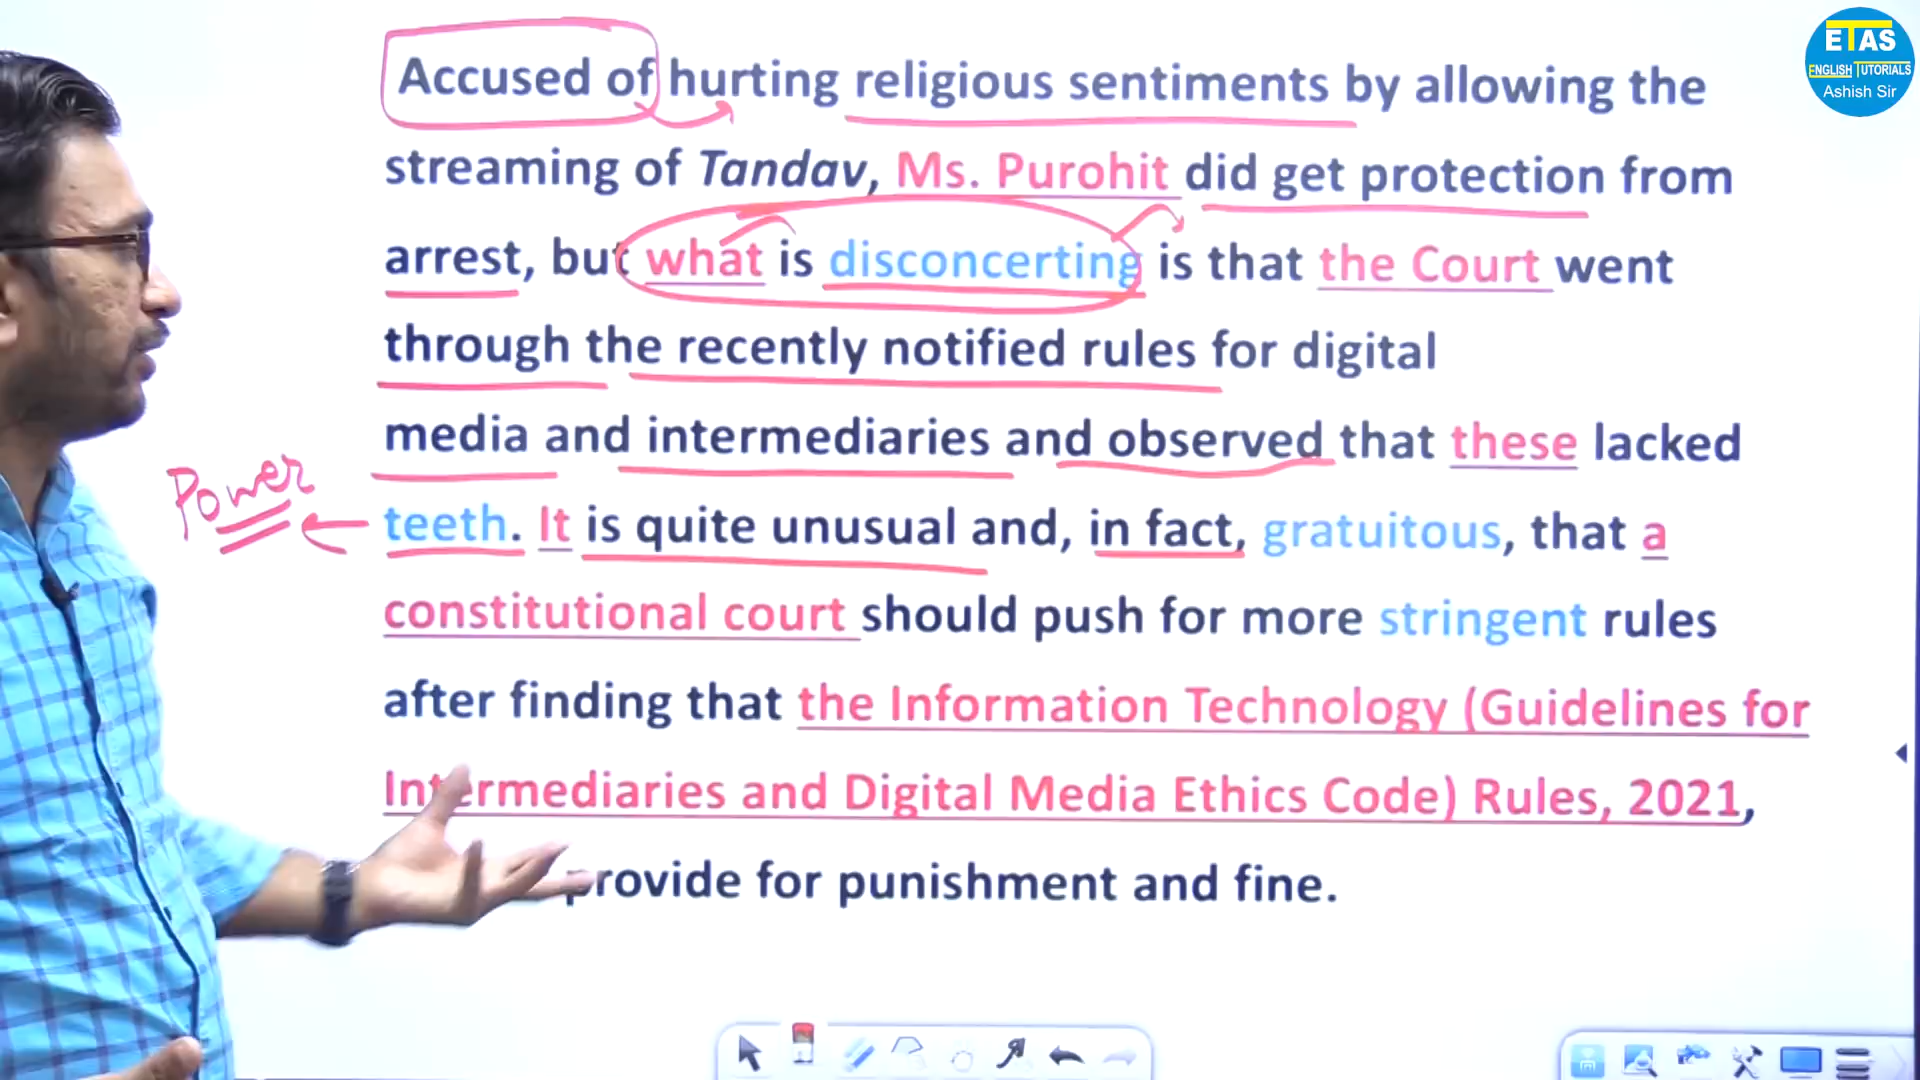 ETAS
ENGLISH TUTORIALS
Ashish Sir
Accused of hurting religious sentiments by allowing the
streaming of Tandav, Ms. Purohit did get protection from
arrest, but what is disconcerting is that the Court went
through the recently notified rules for digital
media and intermediaries and observed that these lacked
Power
teeth. It is quite unusual and, in fact, gratuitous, that a
constitutional court should push for more stringent rules
after finding that the Information Technology (Guidelines for
Intermediaries and Digital Media Ethics Code) Rules, 2021,
provide for punishment and fine.